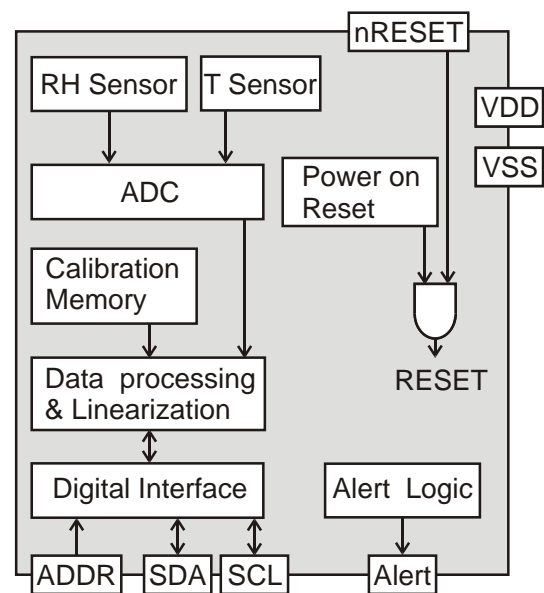 nRESET
RH Sensor
T Sensor
VDD
VSS
ADC
Power on
Reset
Calibration
Memory
RESET
Data processing
& Linearization
Digital Interface
Alert Logic
ADDR
SDA
SCL
Alert